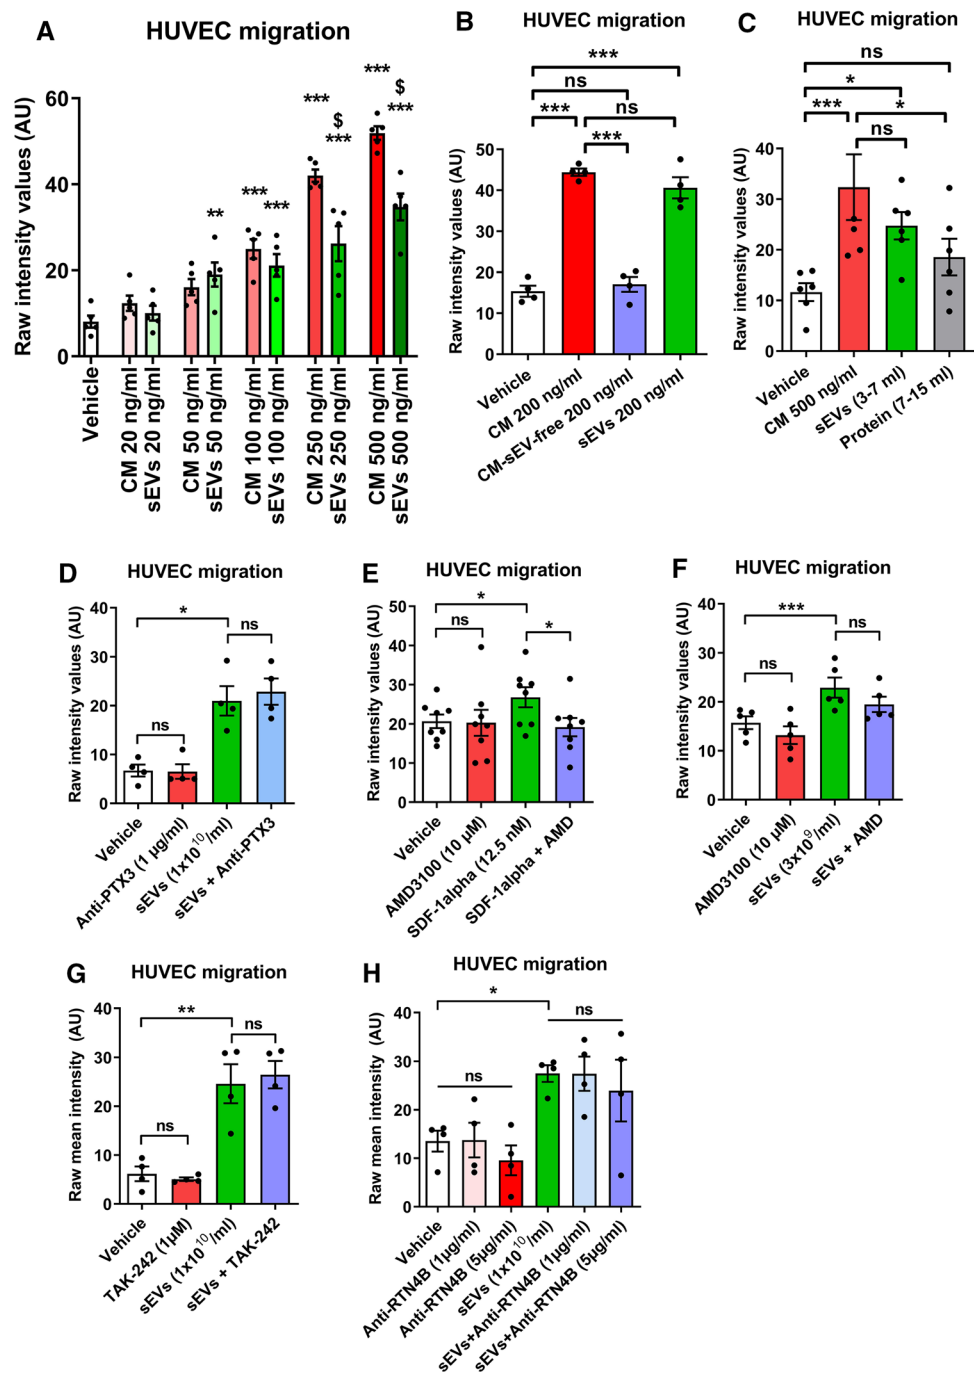 A
HUVEC migration
Raw intensity values (AU)
60
40
20
0
***
$
***
***
$
***
***
***
**
Vehicle
CM 20 ng/ml
sEVs 20 ng/ml
CM 50 ng/ml
sEVs 50 ng/ml
CM 100 ng/ml
sEVs 100 ng/ml
CM 250 ng/ml
sEVs 250 ng/ml
CM 500 ng/ml
sEVs 500 ng/ml
B
HUVEC migration
Raw intensity values (AU)
50
40
30
20
10
0
***
ns
***
ns
***
Vehicle
CM 200 ng/ml
CM-sEV-free 200 ng/ml
sEVs 200 ng/ml
C
HUVEC migration
Raw intensity values (AU)
40
30
20
10
0
ns
*
***
*
ns
Vehicle
CM 500 ng/ml
sEVs (3-7 ml)
Protein (7-15 ml)
D
HUVEC migration
Raw intensity values (AU)
40
30
20
10
0
*
ns
ns
Vehicle
Anti-PTX3 (1 µg/ml)
sEVs (1x10^10/ml)
sEVs + Anti-PTX3
E
HUVEC migration
Raw intensity values (AU)
50
40
30
20
10
0
*
ns
*
Vehicle
AMD3100 (10 µM)
SDF-1alpha (12.5 nM)
SDF-1alpha + AMD
F
HUVEC migration
Raw intensity values (AU)
40
30
20
10
0
***
ns
ns
Vehicle
AMD3100 (10 µM)
sEVs (3x10^9/ml)
sEVs + AMD
G
HUVEC migration
Raw mean intensity (AU)
40
30
20
10
0
**
ns
ns
Vehicle
TAK-242 (1µM)
sEVs (1x10^10/ml)
sEVs + TAK-242
H
HUVEC migration
Raw mean intensity (AU)
40
30
20
10
0
*
ns
ns
Vehicle
Anti-RTN4B (1µg/ml)
Anti-RTN4B (5µg/ml)
sEVs (1x10^10/ml)
sEVs+Anti-RTN4B (1µg/ml)
sEVs+Anti-RTN4B (5µg/ml)